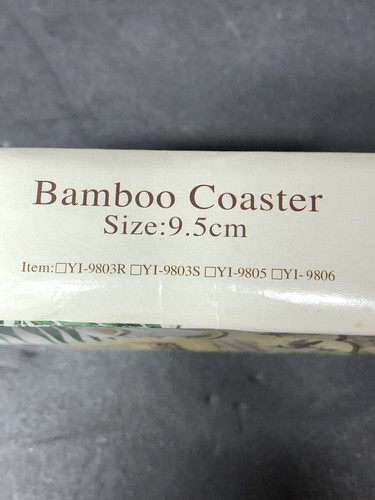 Bamboo Coaster
Size:9.5cm
Item:☐YI-9803R ☐YI-9803S ☐YI-9805 ☐YI- 9806